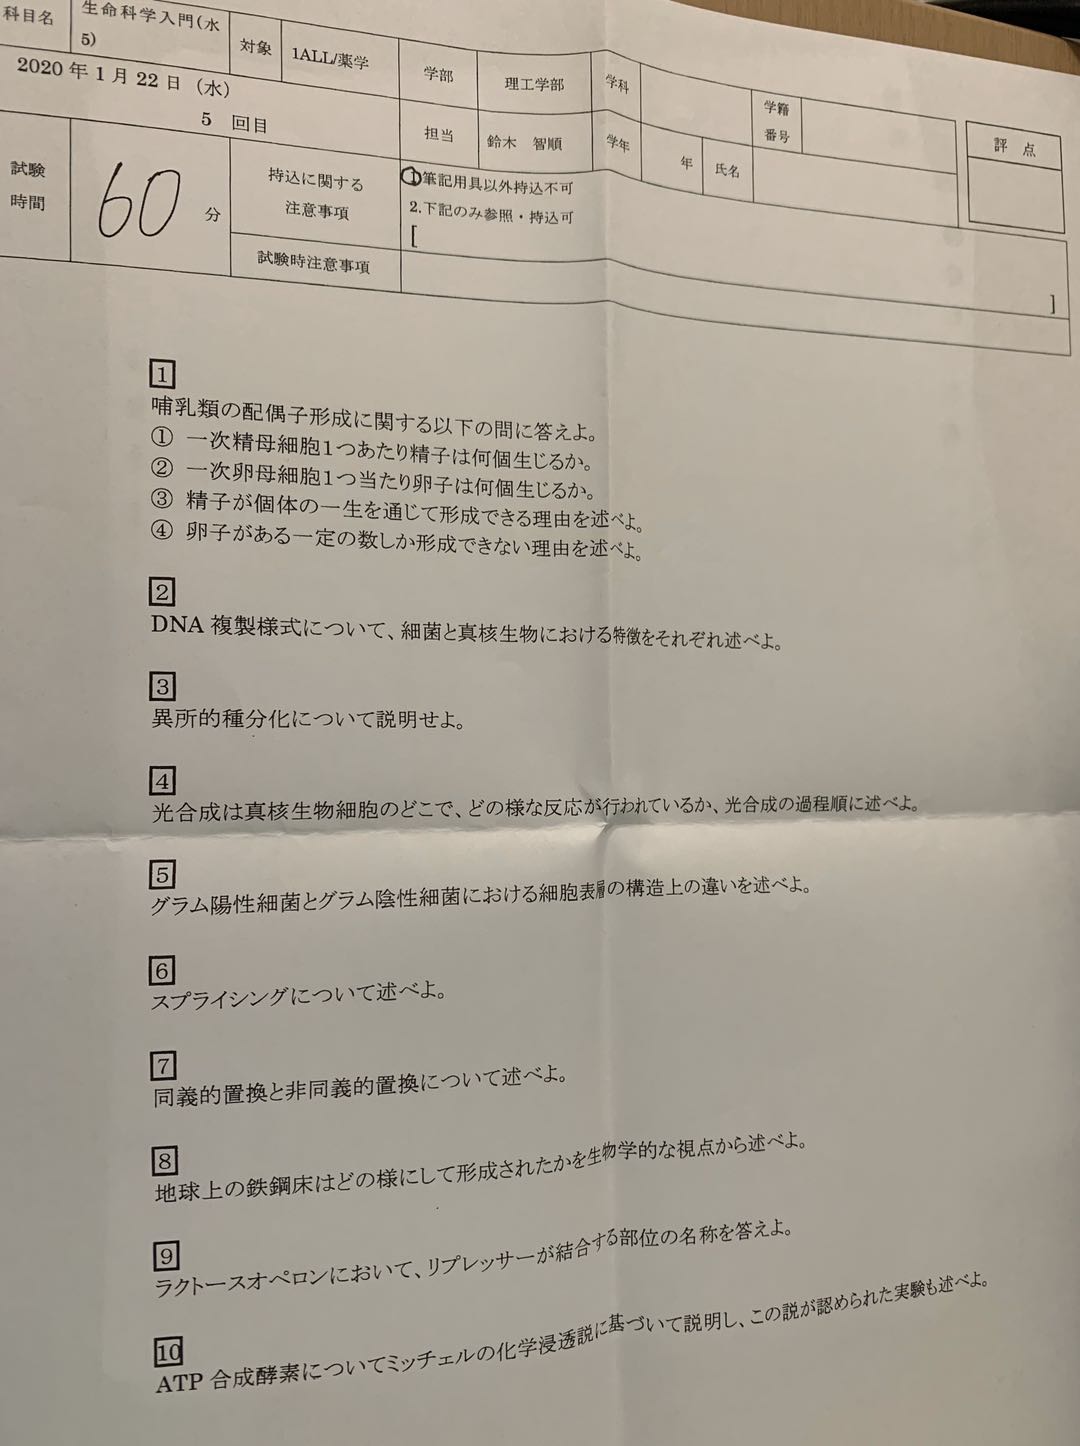 科目名 生命科学入門(水5) 対象 1ALL/薬学 学部 理工学部 学科 学籍番号 評点
2020年1月22日(水)
5 回目 担当 鈴木 智順 学年 年 氏名
試験時間 60 分 持込に関する注意事項 ①筆記用具以外持込不可
2.下記のみ参照・持込可
[ ]
試験時注意事項
1
哺乳類の配偶子形成に関する以下の問に答えよ。
① 一次精母細胞1つあたり精子は何個生じるか。
② 一次卵母細胞1つ当たり卵子は何個生じるか。
③ 精子が個体の一生を通じて形成できる理由を述べよ。
④ 卵子がある一定の数しか形成できない理由を述べよ。
2
DNA 複製様式について、細菌と真核生物における特徴をそれぞれ述べよ。
3
異所的種分化について説明せよ。
4
光合成は真核生物細胞のどこで、どの様な反応が行われているか、光合成の過程順に述べよ。
5
グラム陽性細菌とグラム陰性細菌における細胞表層の構造上の違いを述べよ。
6
スプライシングについて述べよ。
7
同義的置換と非同義的置換について述べよ。
8
地球上の鉄鋼床はどの様にして形成されたかを生物学的な視点から述べよ。
9
ラクトースオペロンにおいて、リプレッサーが結合する部位の名称を答えよ。
10
ATP 合成酵素についてミッチェルの化学浸透説に基づいて説明し、この説が認められた実験も述べよ。